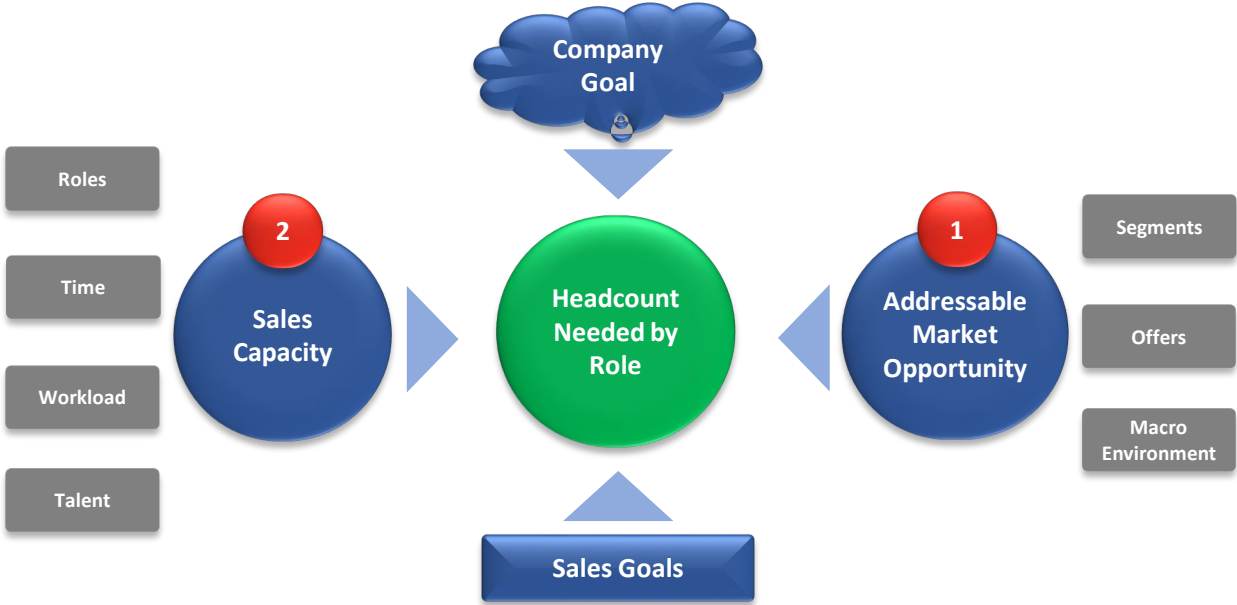 Company
Goal
Roles
Time
Workload
Talent
2
Sales
Capacity
Headcount
Needed by
Role
1
Addressable
Market
Opportunity
Segments
Offers
Macro
Environment
Sales Goals